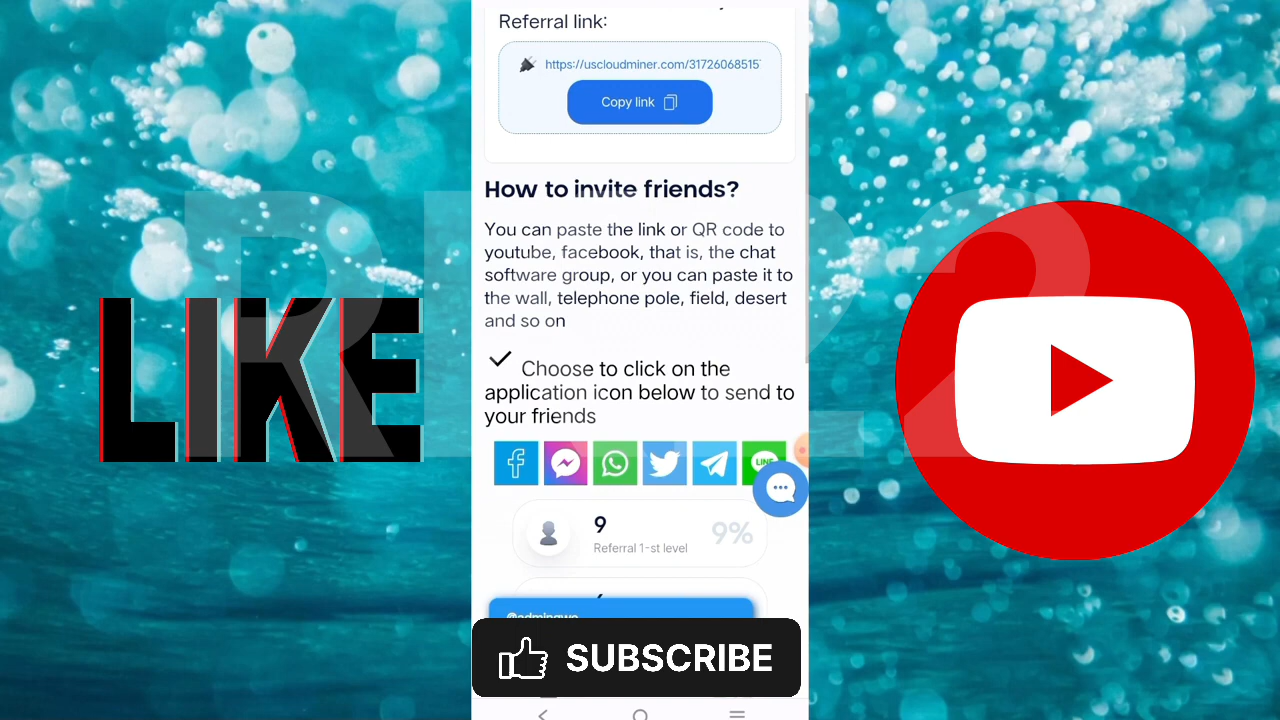 Referral link:
https://uscloudminer.com/31726068515
Copy link
How to invite friends?
You can paste the link or QR code to
youtube, facebook, that is, the chat
software group, or you can paste it to
the wall, telephone pole, field, desert
and so on
Choose to click on the
application icon below to send to
your friends
LINE
9
9%
Referral 1-st level
LIKE
SUBSCRIBE